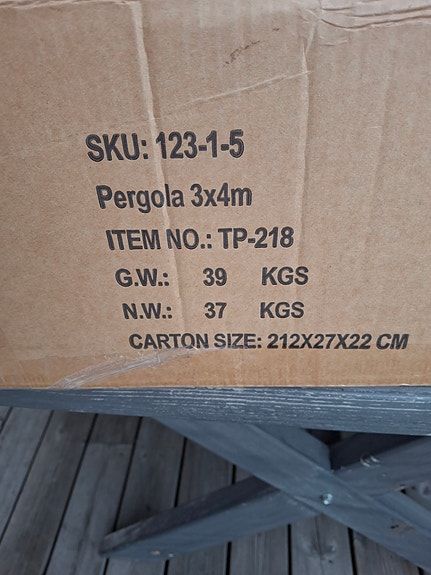 SKU: 123-1-5
Pergola 3x4m
ITEM NO.: TP-218
G.W.: 39 KGS
N.W.: 37 KGS
CARTON SIZE: 212X27X22 CM